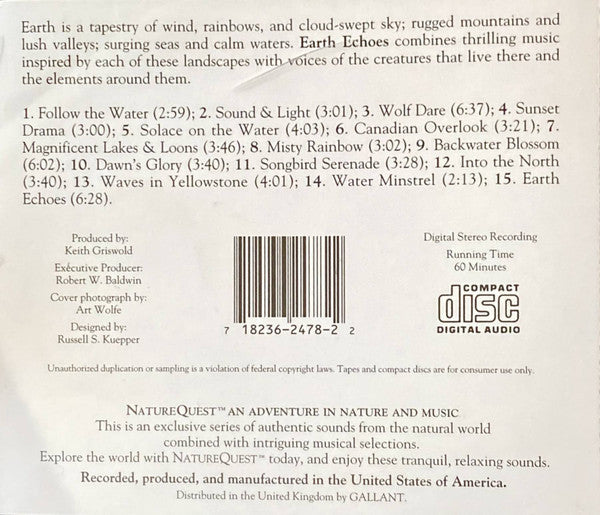 Earth is a tapestry of wind, rainbows, and cloud-swept sky; rugged mountains and
lush valleys; surging seas and calm waters. Earth Echoes combines thrilling music
inspired by each of these landscapes with voices of the creatures that live there and
the elements around them.
1. Follow the Water (2:59); 2. Sound & Light (3:01); 3. Wolf Dare (6:37); 4. Sunset
Drama (3:00); 5. Solace on the Water (4:03); 6. Canadian Overlook (3:21); 7.
Magnificent Lakes & Loons (3:46); 8. Misty Rainbow (3:02); 9. Backwater Blossom
(6:02); 10. Dawn's Glory (3:40); 11. Songbird Serenade (3:28); 12. Into the North
(3:40); 13. Waves in Yellowstone (4:01); 14. Water Minstrel (2:13); 15. Earth
Echoes (6:28).
Produced by:
Keith Griswold
Executive Producer:
Robert W. Baldwin
Cover photograph by:
Art Wolfe
Designed by:
Russell S. Kuepper
7 18236-2478-2 2
Digital Stereo Recording
Running Time
60 Minutes
COMPACT
disc
DIGITAL AUDIO
Unauthorized duplication or sampling is a violation of federal copyright laws. Tapes and compact discs are for consumer use only.
NATUREQUEST™ AN ADVENTURE IN NATURE AND MUSIC
This is an exclusive series of authentic sounds from the natural world
combined with intriguing musical selections.
Explore the world with NATUREQUEST™ today, and enjoy these tranquil, relaxing sounds.
Recorded, produced, and manufactured in the United States of America.
Distributed in the United Kingdom by GALLANT.